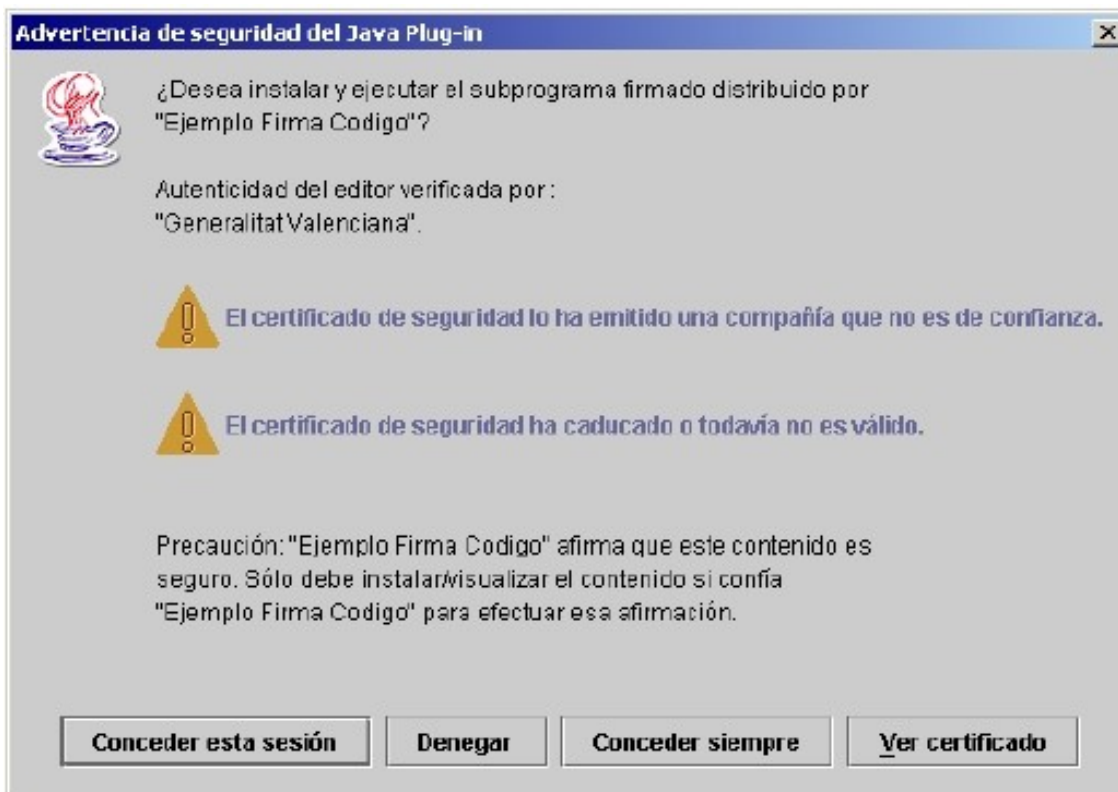 Advertencia de seguridad del Java Plug-in
¿Desea instalar y ejecutar el subprograma firmado distribuido por
"Ejemplo Firma Codigo"?
Autenticidad del editor verificada por :
"Generalitat Valenciana".
El certificado de seguridad lo ha emitido una compañía que no es de confianza.
El certificado de seguridad ha caducado o todavía no es válido.
Precaución: "Ejemplo Firma Codigo" afirma que este contenido es
seguro. Sólo debe instalar/visualizar el contenido si confía
"Ejemplo Firma Codigo" para efectuar esa afirmación.
Conceder esta sesión
Denegar
Conceder siempre
Ver certificado